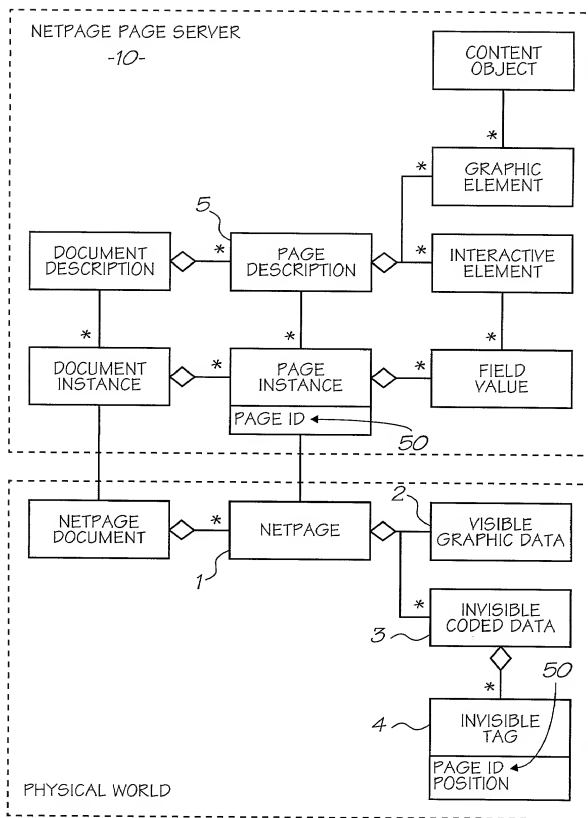 NETPAGE PAGE SERVER
-10-
CONTENT
OBJECT
*
*
GRAPHIC
ELEMENT
5
DOCUMENT
DESCRIPTION
*
PAGE
DESCRIPTION
*
INTERACTIVE
ELEMENT
*
*
*
DOCUMENT
INSTANCE
*
PAGE
INSTANCE
*
FIELD
VALUE
PAGE ID
50
NETPAGE
DOCUMENT
*
NETPAGE
1
2
VISIBLE
GRAPHIC DATA
*
INVISIBLE
CODED DATA
3
*
50
4
INVISIBLE
TAG
PAGE ID
POSITION
PHYSICAL WORLD